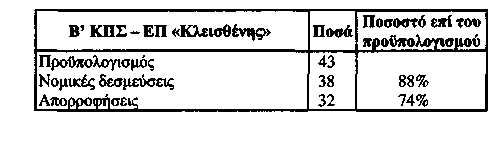 Β’ ΚΠΣ – ΕΠ «Κλεισθένης» Ποσά Ποσοστό επί του προϋπολογισμού
Προϋπολογισμός 43
Νομικές δεσμεύσεις 38 88%
Απορροφήσεις 32 74%